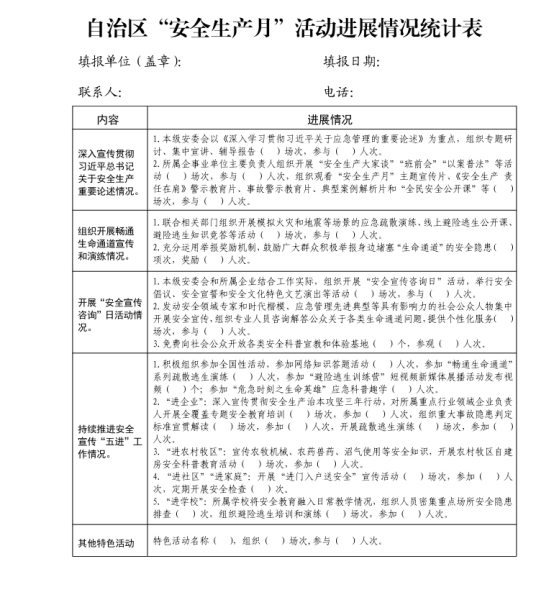 自治区“安全生产月”活动进展情况统计表
填报单位（盖章）：
填报日期：
联系人：
电话：
内容
进展情况
深入宣传贯彻
习近平总书记
关于安全生产
重要论述情况。
1.本级安委会以《深入学习贯彻习近平关于应急管理的重要论述》为重点，组织专题研
讨、集中宣讲、辅导报告（ ）场次，参与（ ）人次。
2.所属企事业单位主要负责人组织开展“安全生产大家谈”“班前会”“以案普法”等活
动（ ）场次，参与（ ）人次，组织观看“安全生产月”主题宣传片、《安全生产 责
任在肩》警示教育片、事故警示教育片、典型案例解析片和“全民安全公开课”等（ ）
场次，参与（ ）人次。
组织开展畅通
生命通道宣传
和演练情况。
1.联合相关部门组织开展模拟火灾和地震等场景的应急疏散演练、线上避险逃生公开课、
避险逃生知识竞答等活动（ ）场次，参与（ ）人次。
2.充分运用举报奖励机制、鼓励广大群众积极举报身边堵塞“生命通道”的安全隐患（ ）
项次，奖励（ ）人次。
开展“安全宣传
咨询”日活动情
况。
1.本级安委会和所属企业结合工作实际，组织开展“安全宣传咨询日”活动，举行安全
倡议、安全宣誓和安全文化特色文艺演出等活动（ ）场，参与（ ）人次。
2.发动安全领域专家和时代楷模、应急管理先进典型等具有影响力的社会公众人物集中
开展安全宣传,组织专业人员咨询解答公众关于各类生命通道问题,提供个性化服务（ ）
场次，参与（ ）人次。
3.免费向社会公众开放各类安全科普宣教和体验基地（ ）个，参观（ ）人次。
持续推进安全
宣传“五进”工
作情况。
1.积极组织参加全国性活动，参加网络知识答题活动（ ）人次，参加“畅通生命通道”
系列疏散逃生演练（ ）人次，参加“避险逃生训练营”短视频新媒体展播活动发布视
频（ ）个；参加“危急时刻之生命英雄”应急科普趣学（ ）人次。
2.“进企业”：深入宣传贯彻安全生产治本攻坚三年行动，对所属重点行业领域企业负责
人开展全覆盖专题安全教育培训（ ）场次，参加（ ）人次，组织重大事故隐患判定
标准宣贯解读（ ）场次，参加（ ）人次，开展疏散逃生演练（ ）场次，参加（ ）
人次。
3.“进农村牧区”：宣传农牧机械、农药兽药、沼气使用等安全知识，开展农村牧区自建
房安全科普教育活动（ ）场次，参加（ ）人次。
4.“进社区”“进家庭”：开展“进门入户送安全”宣传活动（ ）场次，参加（ ）人
次，定期开展安全检查（ ）次。
5.“进学校”：所属学校将安全教育融入日常教学情况，组织人员密集重点场所安全隐患
排查（ ）次，组织避险逃生培训和演练（ ）场次，参加（ ）人次。
其他特色活动
特色活动名称（ ），组织（ ）场次,参与（ ）人次。